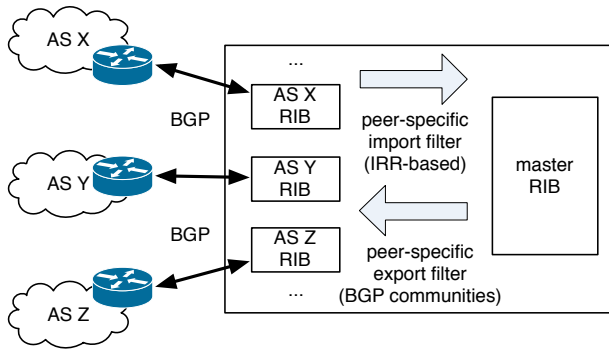 AS X
BGP
AS Y
BGP
AS Z
...
AS X
RIB
AS Y
RIB
AS Z
RIB
...
peer-specific
import filter
(IRR-based)
peer-specific
export filter
(BGP communities)
master
RIB